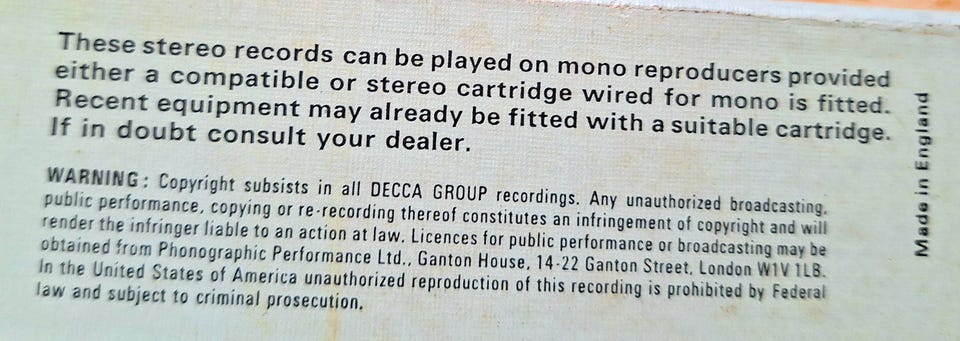 These stereo records can be played on mono reproducers provided
either a compatible or stereo cartridge wired for mono is fitted.
Recent equipment may already be fitted with a suitable cartridge.
If in doubt consult your dealer.
WARNING: Copyright subsists in all DECCA GROUP recordings. Any unauthorized broadcasting,
public performance, copying or re-recording thereof constitutes an infringement of copyright and will
render the infringer liable to an action at law. Licences for public performance or broadcasting may be
obtained from Phonographic Performance Ltd., Ganton House, 14-22 Ganton Street, London W1V 1LB.
In the United States of America unauthorized reproduction of this recording is prohibited by Federal
law and subject to criminal prosecution.
Made in England